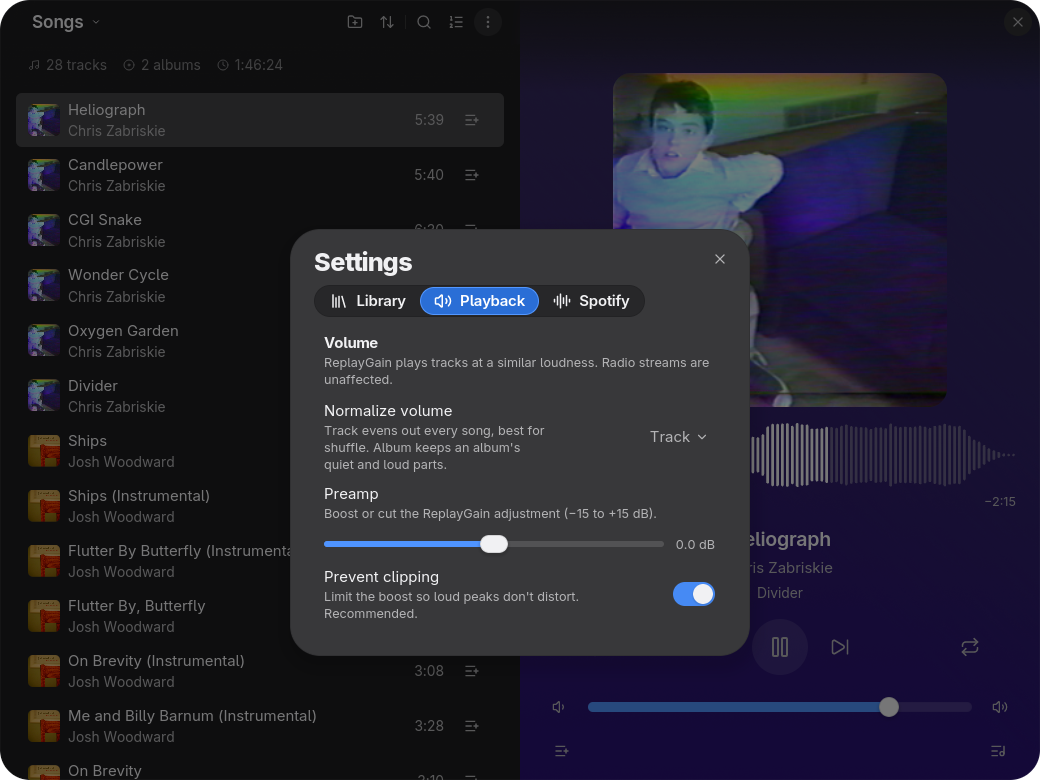 Songs
28 tracks 2 albums 1:46:24
Heliograph
Chris Zabriskie
5:39
Candlepower
Chris Zabriskie
5:40
CGI Snake
Chris Zabriskie
Wonder Cycle
Chris Zabriskie
Oxygen Garden
Chris Zabriskie
Divider
Chris Zabriskie
Ships
Josh Woodward
Ships (Instrumental)
Josh Woodward
Flutter By Butterfly (Instrumenta
Josh Woodward
Flutter By, Butterfly
Josh Woodward
On Brevity (Instrumental)
Josh Woodward
3:08
Me and Billy Barnum (Instrumental)
Josh Woodward
3:28
On Brevity
Settings
Library Playback Spotify
Volume
ReplayGain plays tracks at a similar loudness. Radio streams are
unaffected.
Normalize volume
Track evens out every song, best for
shuffle. Album keeps an album's
quiet and loud parts.
Track
Preamp
Boost or cut the ReplayGain adjustment (−15 to +15 dB).
0.0 dB
Prevent clipping
Limit the boost so loud peaks don't distort.
Recommended.
−2:15
eliograph
ris Zabriskie
Divider